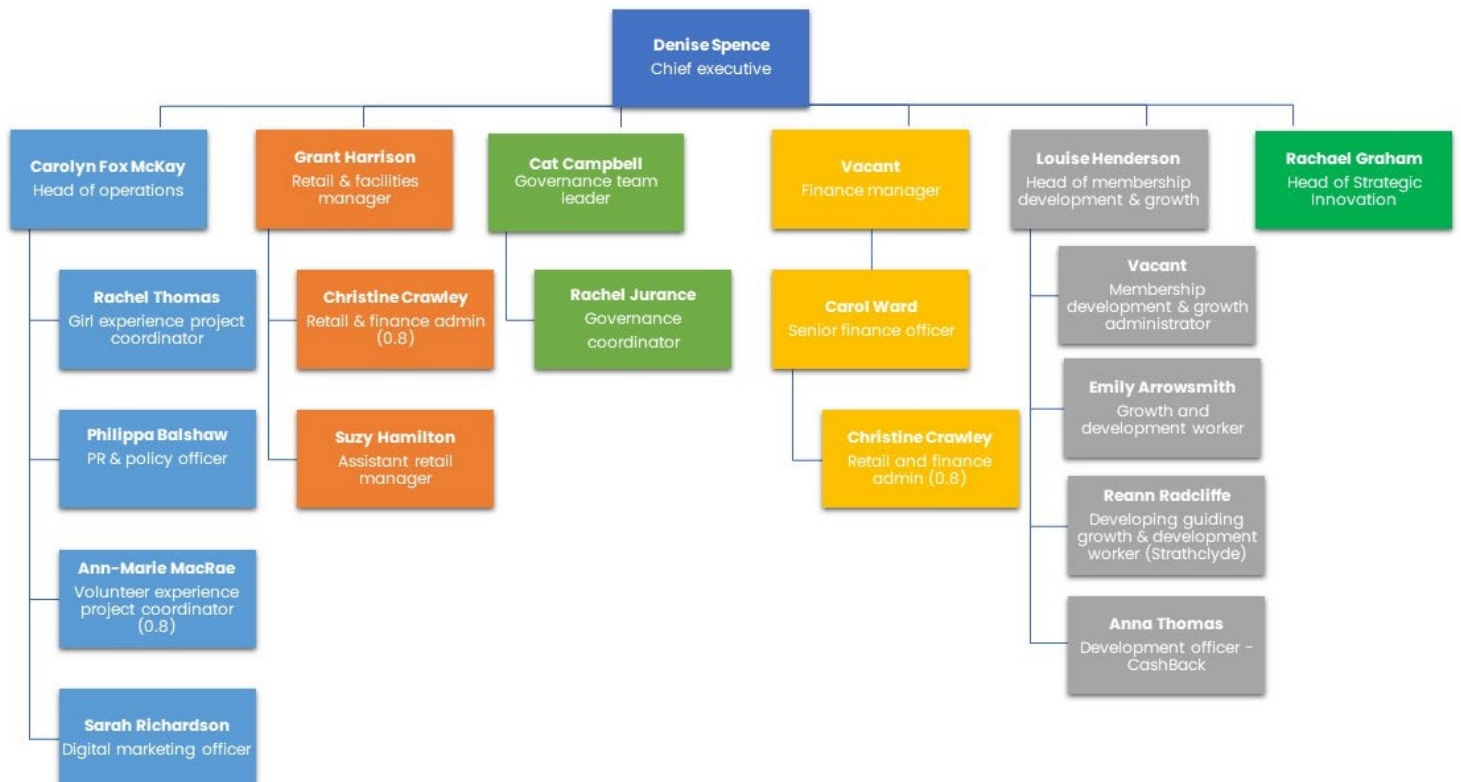 Denise Spence
Chief executive
Carolyn Fox McKay
Head of operations
Grant Harrison
Retail & facilities
manager
Cat Campbell
Governance team
leader
Vacant
Finance manager
Louise Henderson
Head of membership
development & growth
Rachael Graham
Head of Strategic
Innovation
Rachel Thomas
Girl experience project
coordinator
Philippa Balshaw
PR & policy officer
Ann-Marie MacRae
Volunteer experience
project coordinator
(0.8)
Sarah Richardson
Digital marketing officer
Christine Crawley
Retail & finance admin
(0.8)
Suzy Hamilton
Assistant retail
manager
Rachel Jurance
Governance
coordinator
Carol Ward
Senior finance officer
Christine Crawley
Retail and finance
admin (0.8)
Vacant
Membership
development & growth
administrator
Emily Arrowsmith
Growth and
development worker
Reann Radcliffe
Developing guiding
growth & development
worker (Strathclyde)
Anna Thomas
Development officer -
CashBack